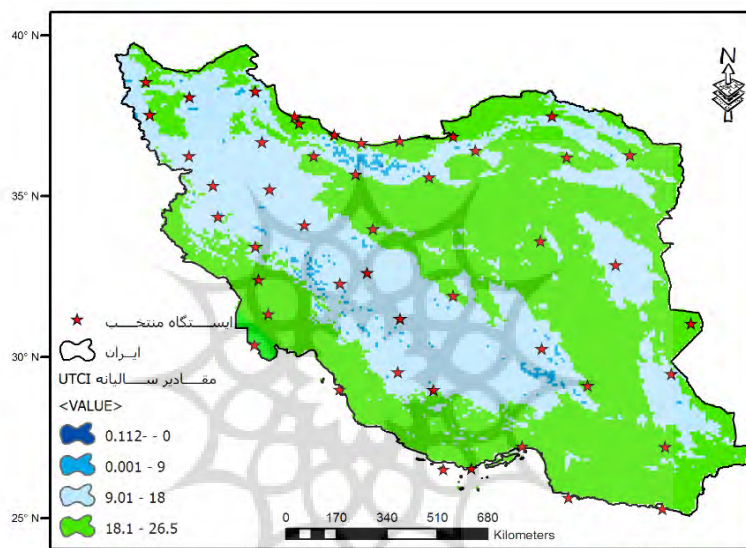 40° N
35° N
30° N
25° N
N
ایستگاه منتخب
ایران
مقادیر سالیانه UTCI
<VALUE>
0.112- - 0
0.001 - 9
9.01 - 18
18.1 - 26.5
0 170 340 510 680
Kilometers